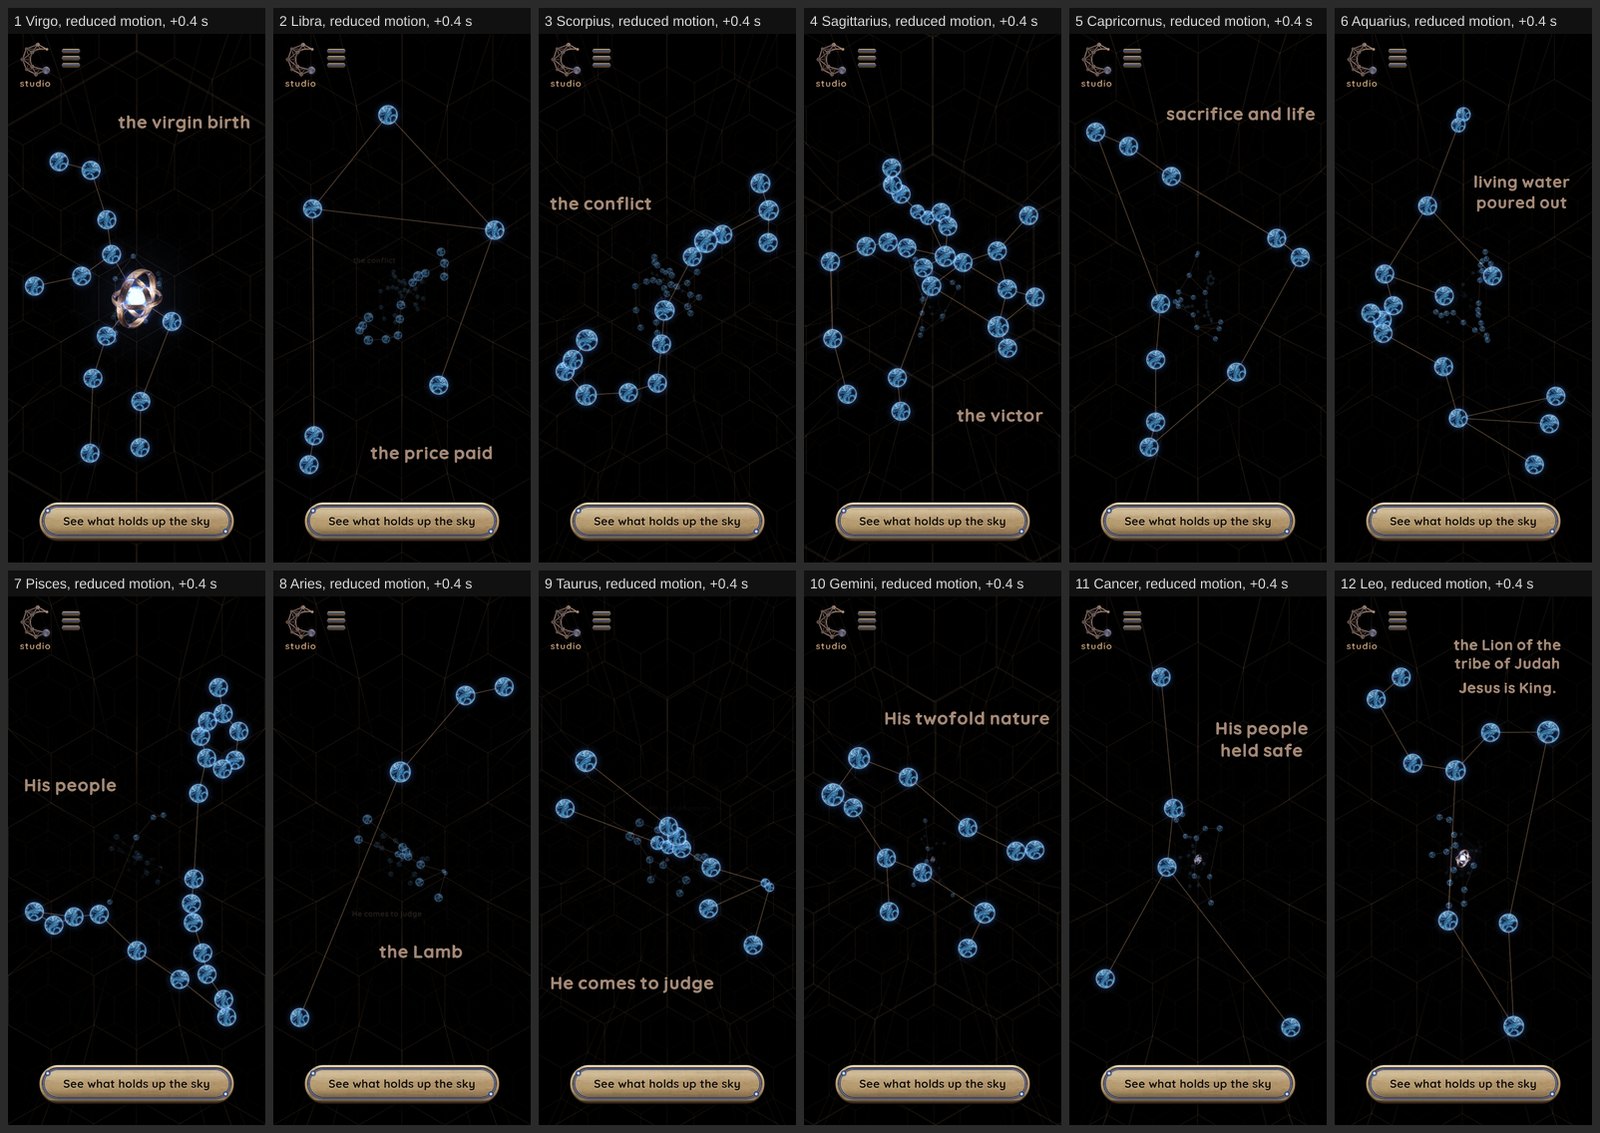 1 Virgo, reduced motion, +0.4 s
studio
the virgin birth
See what holds up the sky
2 Libra, reduced motion, +0.4 s
studio
the conflict
the price paid
See what holds up the sky
3 Scorpius, reduced motion, +0.4 s
studio
the conflict
See what holds up the sky
4 Sagittarius, reduced motion, +0.4 s
studio
the victor
See what holds up the sky
5 Capricornus, reduced motion, +0.4 s
studio
sacrifice and life
See what holds up the sky
6 Aquarius, reduced motion, +0.4 s
studio
living water
poured out
See what holds up the sky
7 Pisces, reduced motion, +0.4 s
studio
His people
See what holds up the sky
8 Aries, reduced motion, +0.4 s
studio
He comes to judge
the Lamb
See what holds up the sky
9 Taurus, reduced motion, +0.4 s
studio
He comes to judge
See what holds up the sky
10 Gemini, reduced motion, +0.4 s
studio
His twofold nature
See what holds up the sky
11 Cancer, reduced motion, +0.4 s
studio
His people
held safe
See what holds up the sky
12 Leo, reduced motion, +0.4 s
studio
the Lion of the
tribe of Judah
Jesus is King.
See what holds up the sky